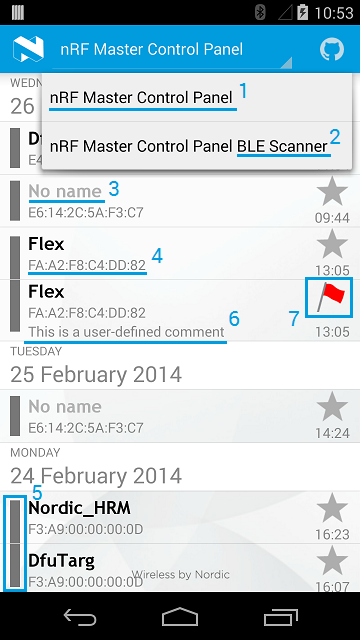 10:53
nRF Master Control Panel
WEDN
26
nRF Master Control Panel 1
nRF Master Control Panel BLE Scanner 2
Df
E4
No name 3
E6:14:2C:5A:F3:C7 09:44
Flex
FA:A2:F8:C4:DD:82 4 13:05
Flex
FA:A2:F8:C4:DD:82 7
This is a user-defined comment 6 13:05
TUESDAY
25 February 2014
No name
E6:14:2C:5A:F3:C7 14:24
MONDAY
24 February 2014
5
Nordic_HRM
F3:A9:00:00:00:0D 16:23
DfuTarg
F3:A9:00:00:00:0D Wireless by Nordic 16:07